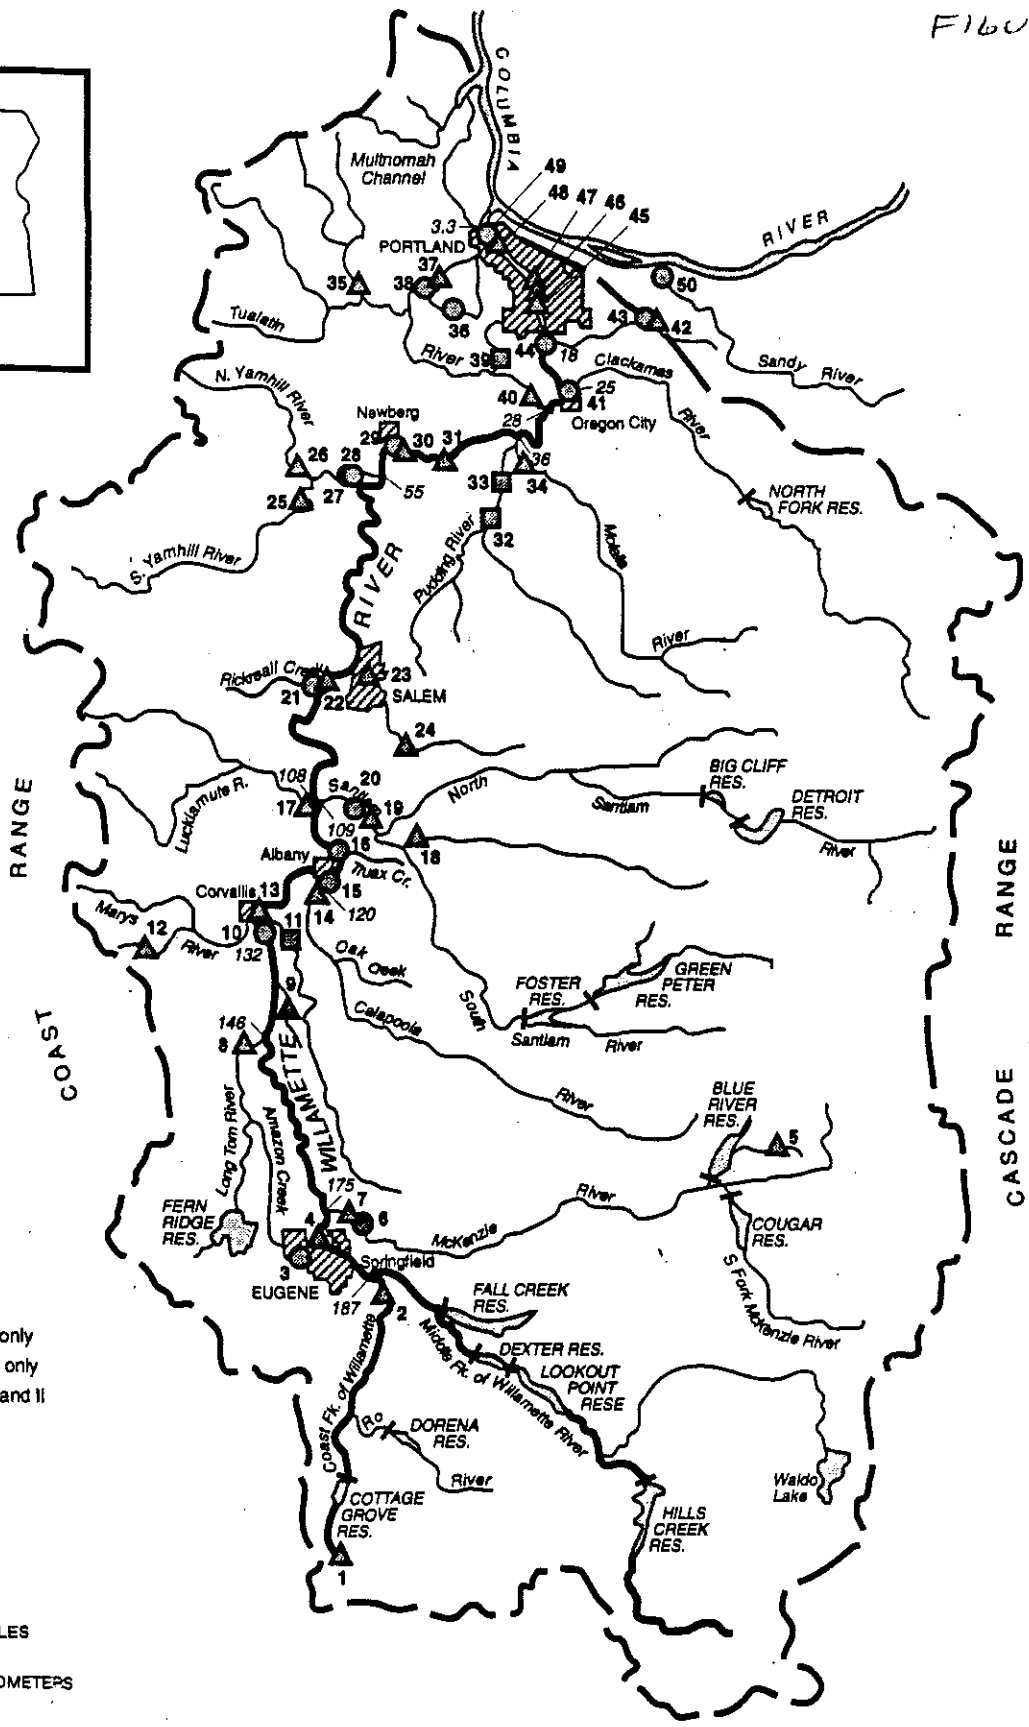 F16U
COLUMBIA
RIVER
Multnomah
Channel
49
48
47
46
45
3.3
PORTLAND
35
38
37
36
50
43
42
Tualatin
River
39
44
18
Clackamas
River
Sandy River
N. Yamhill River
40
25
41
Oregon City
28
Newberg
29
30
31
26
28
27
55
25
36
33
34
32
NORTH
FORK RES.
S. Yamhill River
RIVER
Pudding River
Molalla
River
Rickreall Creek
21
22
23
SALEM
24
RANGE
Luckiamute R.
108
17
20
19
109
North
Santiam
River
BIG CLIFF
RES.
DETROIT
RES.
18
16
Albany
Truax Cr.
15
14
120
RANGE
Corvallis
13
Marys
River
12
10
132
11
Oak
Creek
9
Calapooia
River
South
Santiam
River
FOSTER
RES.
GREEN
PETER
RES.
COAST
146
8
WILLAMETTE
Long Tom River
Amazon Creek
BLUE
RIVER
RES.
5
CASCADE
175
7
6
4
McKenzie
River
FERN
RIDGE
RES.
COUGAR
RES.
S Fork McKenzie River
3
Springfield
EUGENE
187
2
FALL CREEK
RES.
only
only
and II
Coast Fk. of Willamette
Middle Fk. of Willamette River
DEXTER RES.
LOOKOUT
POINT
RESE
Ro
River
DORENA
RES.
Waldo
Lake
COTTAGE
GROVE
RES.
HILLS
CREEK
RES.
1
LES
OMETERS